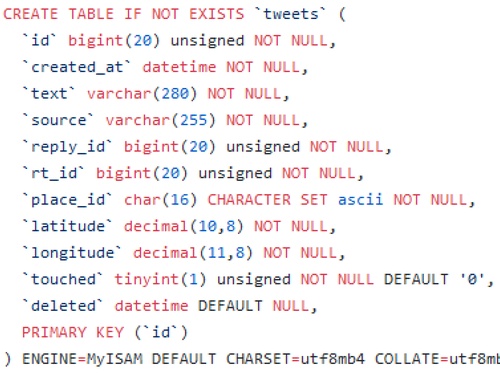 CREATE TABLE IF NOT EXISTS `tweets` (
  `id` bigint(20) unsigned NOT NULL,
  `created_at` datetime NOT NULL,
  `text` varchar(280) NOT NULL,
  `source` varchar(255) NOT NULL,
  `reply_id` bigint(20) unsigned NOT NULL,
  `rt_id` bigint(20) unsigned NOT NULL,
  `place_id` char(16) CHARACTER SET ascii NOT NULL,
  `latitude` decimal(10,8) NOT NULL,
  `longitude` decimal(11,8) NOT NULL,
  `touched` tinyint(1) unsigned NOT NULL DEFAULT '0',
  `deleted` datetime DEFAULT NULL,
  PRIMARY KEY (`id`)
) ENGINE=MyISAM DEFAULT CHARSET=utf8mb4 COLLATE=utf8mb